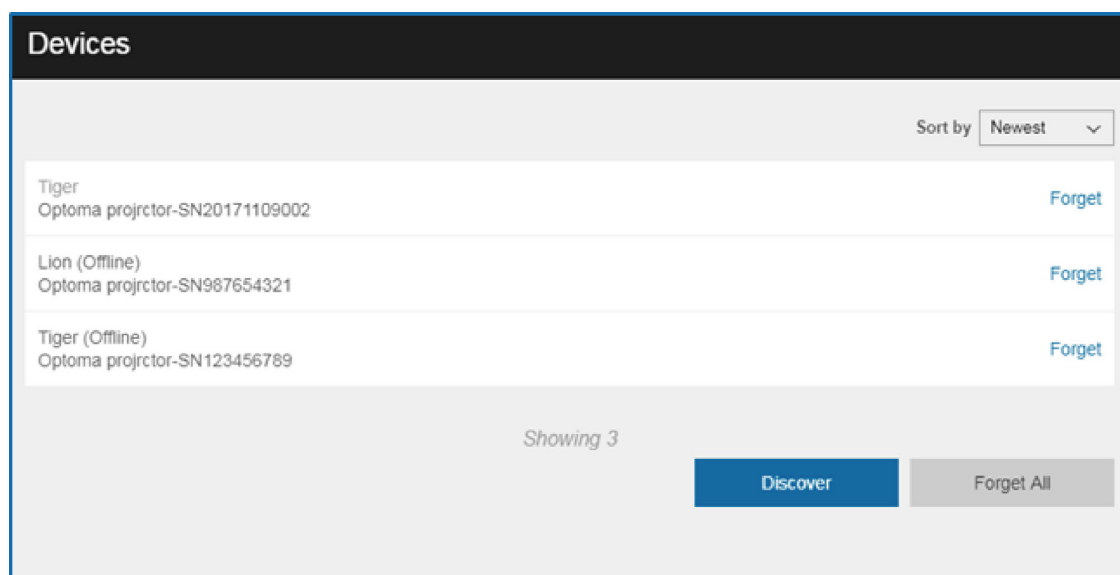 Devices
Sort by Newest
Tiger
Optoma projrctor-SN20171109002
Forget
Lion (Offline)
Optoma projrctor-SN987654321
Forget
Tiger (Offline)
Optoma projrctor-SN123456789
Forget
Showing 3
Discover
Forget All